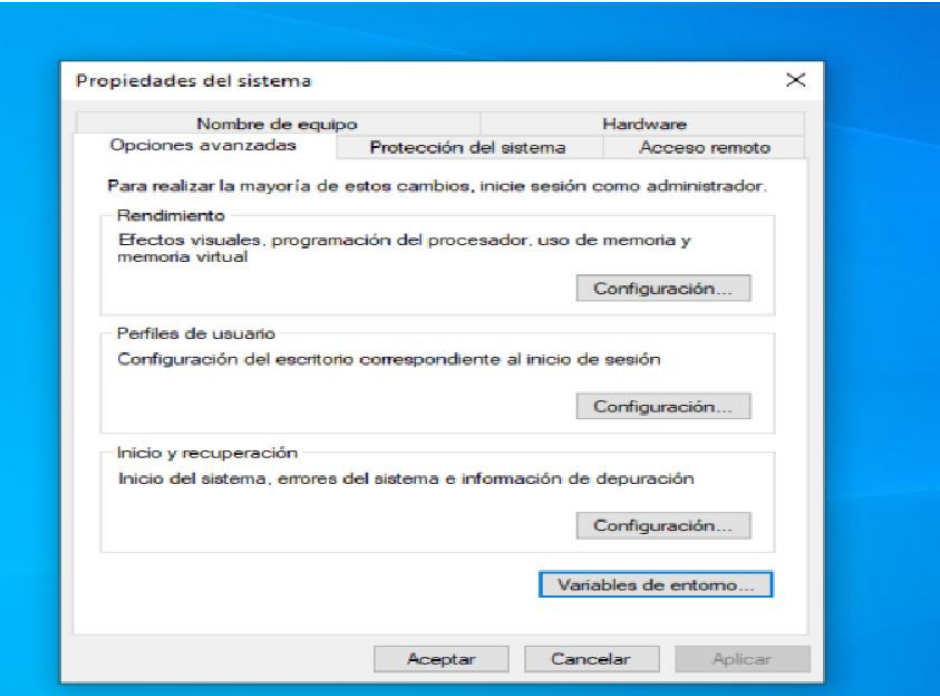 Propiedades del sistema
Nombre de equipo
Hardware
Opciones avanzadas
Protección del sistema
Acceso remoto
Para realizar la mayoría de estos cambios, inicie sesión como administrador.
Rendimiento
Efectos visuales, programación del procesador, uso de memoria y
memoria virtual
Configuración...
Perfiles de usuario
Configuración del escritorio correspondiente al inicio de sesión
Configuración...
Inicio y recuperación
Inicio del sistema, errores del sistema e información de depuración
Configuración...
Variables de entorno...
Aceptar
Cancelar
Aplicar